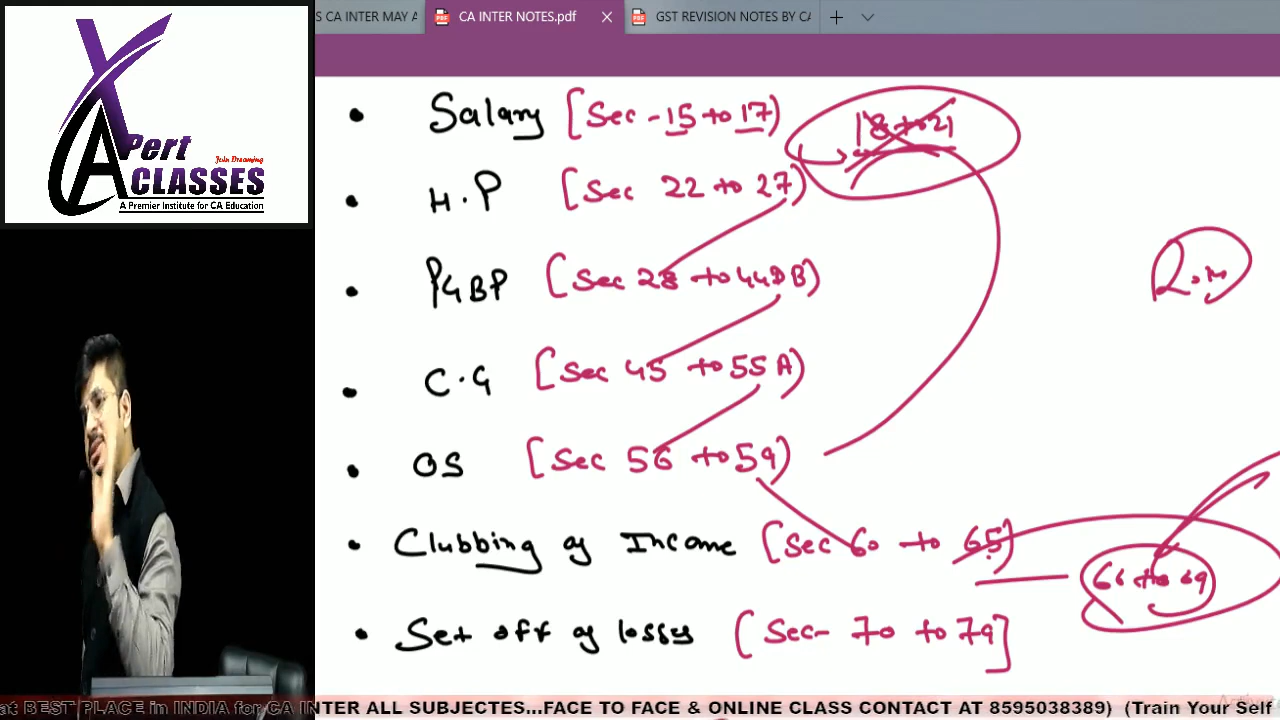 S CA INTER MAY A
CA INTER NOTES.pdf
GST REVISION NOTES BY CA
XPert
Join Dreaming
CA CLASSES
A Premier Institute for CA Education
• Salary [Sec - 15 to 17) 18 to 21
• H.P [Sec 22 to 27)
• PGBP [Sec 28 to 44DB)
• C.G [Sec 45 to 55A)
• OS [Sec 56 to 59)
• Clubbing of Income [Sec 60 to 65) 66 to 69
• Set off of losses [Sec- 70 to 79]
at BEST PLACE in INDIA for CA INTER ALL SUBJECTES...FACE TO FACE & ONLINE CLASS CONTACT AT 8595038389) (Train Your Self